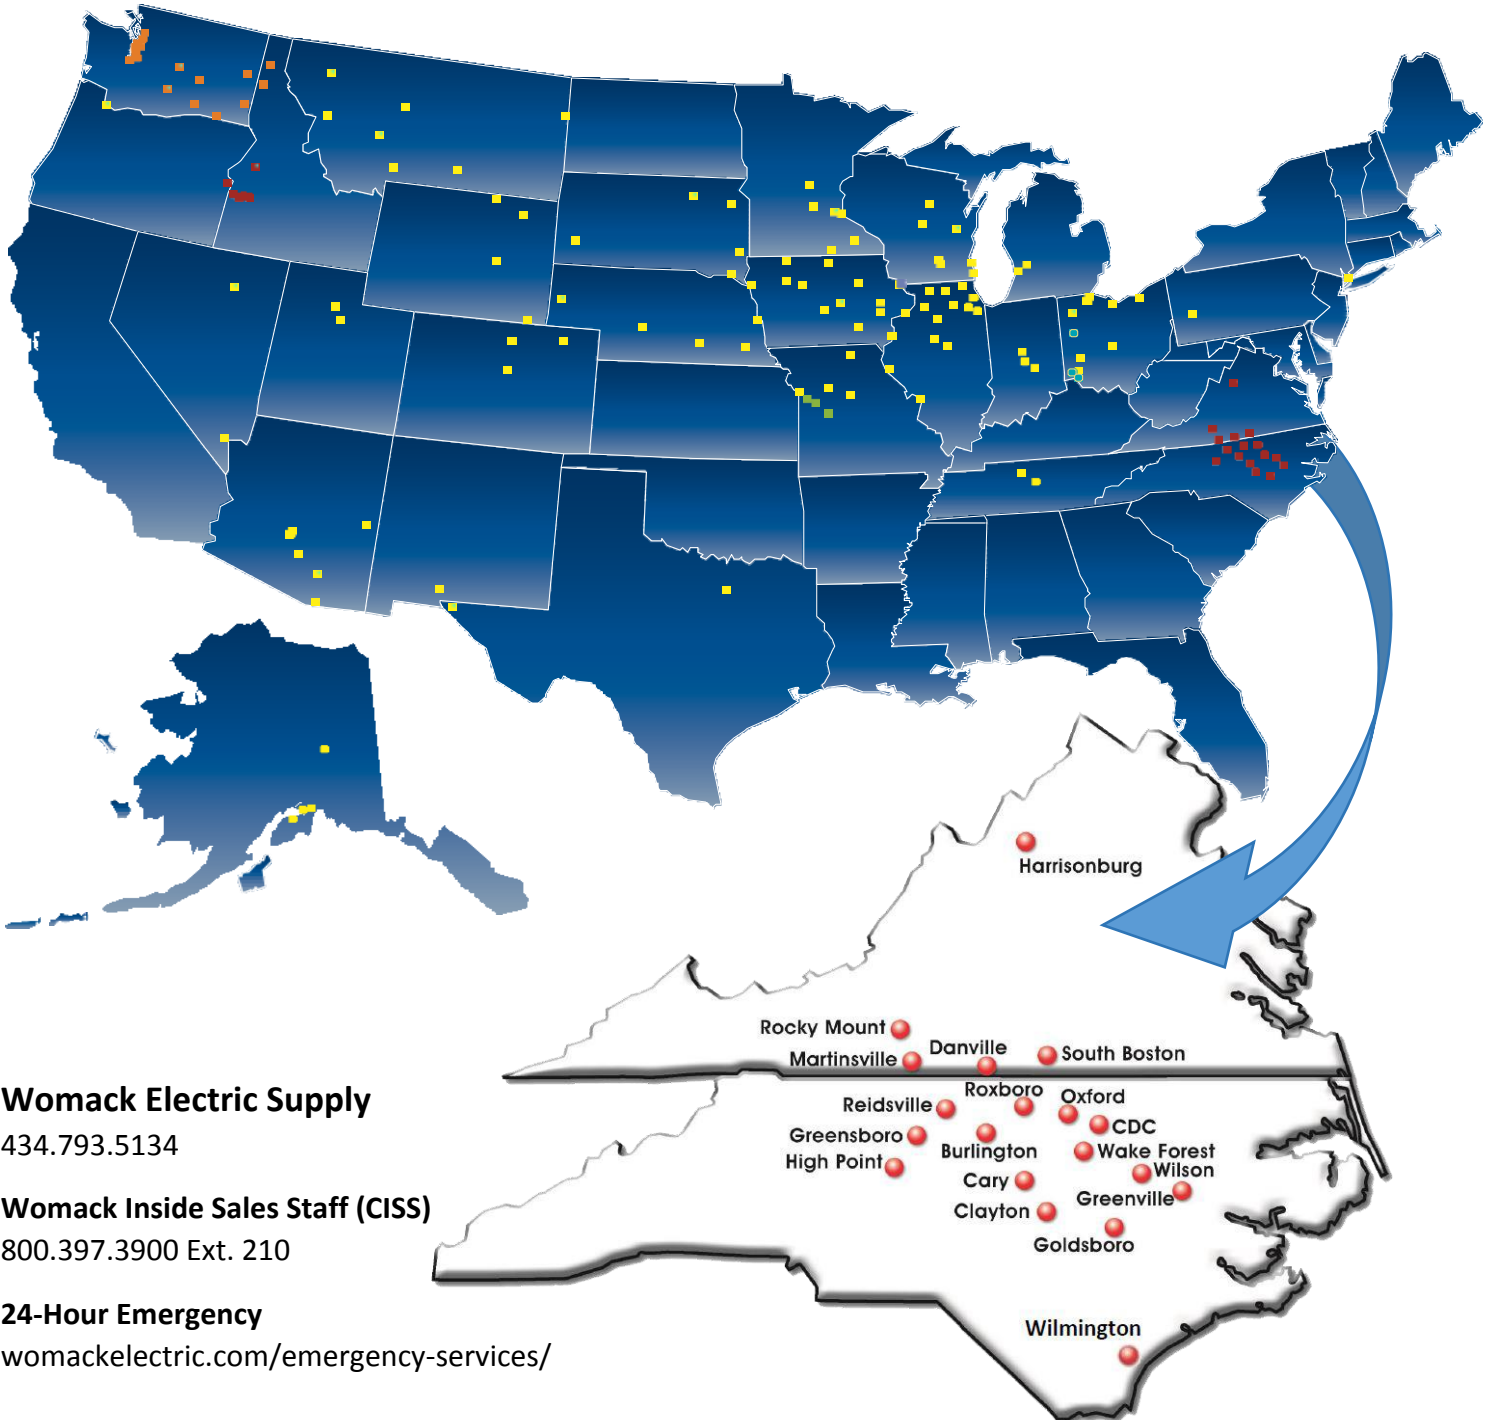 Harrisonburg
Rocky Mount
Martinsville
Danville
South Boston
Roxboro
Oxford
Reidsville
CDC
Greensboro
Burlington
Wake Forest
High Point
Wilson
Cary
Greenville
Clayton
Goldsboro
Wilmington
Womack Electric Supply
434.793.5134
Womack Inside Sales Staff (CISS)
800.397.3900 Ext. 210
24-Hour Emergency
womackelectric.com/emergency-services/